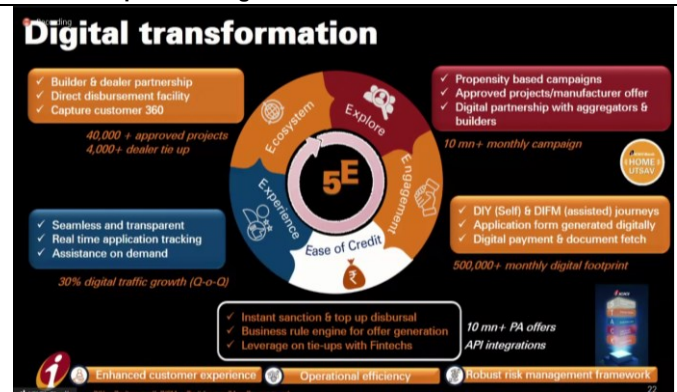 Digital transformation
✓ Builder & dealer partnership
✓ Direct disbursement facility
✓ Capture customer 360
40,000 + approved projects
4,000+ dealer tie up
✓ Propensity based campaigns
✓ Approved projects/manufacturer offer
✓ Digital partnership with aggregators &
builders
10 mn+ monthly campaign
HOME
UTSAV
Ecosystem
Explore
Engagement
Ease of Credit
Experience
5E
✓ Seamless and transparent
✓ Real time application tracking
✓ Assistance on demand
30% digital traffic growth (Q-o-Q)
✓ DIY (Self) & DIFM (assisted) journeys
✓ Application form generated digitally
✓ Digital payment & document fetch
500,000+ monthly digital footprint
✓ Instant sanction & top up disbursal
✓ Business rule engine for offer generation
✓ Leverage on tie-ups with Fintechs
10 mn+ PA offers
API integrations
Enhanced customer experience
Operational efficiency
Robust risk management framework
22